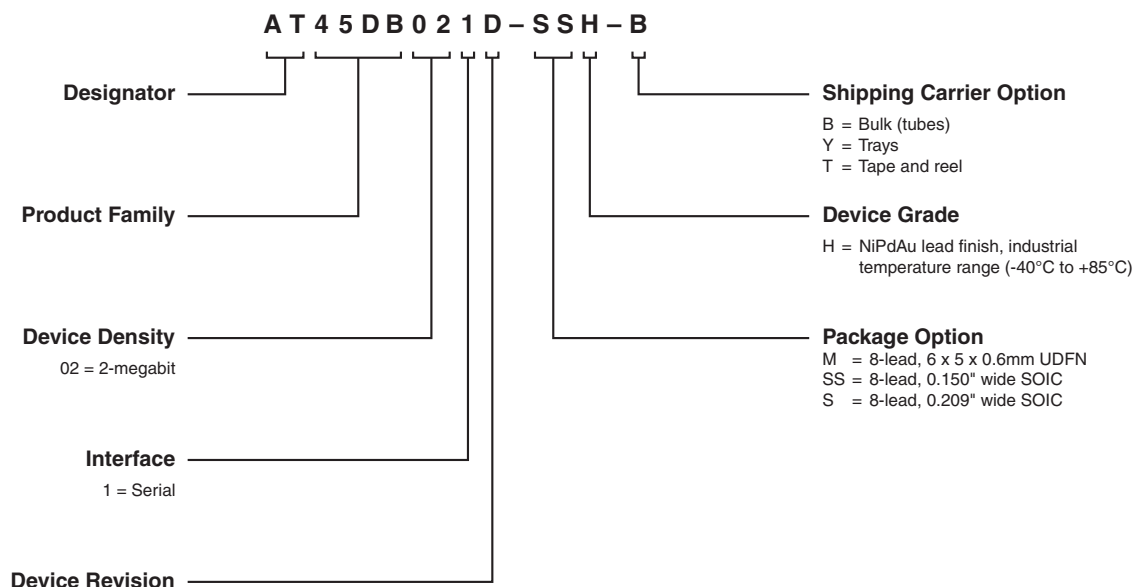 AT45DB021D–SSH–B
Designator
Product Family
Device Density
02 = 2-megabit
Interface
1 = Serial
Device Revision
Shipping Carrier Option
B = Bulk (tubes)
Y = Trays
T = Tape and reel
Device Grade
H = NiPdAu lead finish, industrial
temperature range (-40°C to +85°C)
Package Option
M = 8-lead, 6 x 5 x 0.6mm UDFN
SS = 8-lead, 0.150" wide SOIC
S = 8-lead, 0.209" wide SOIC